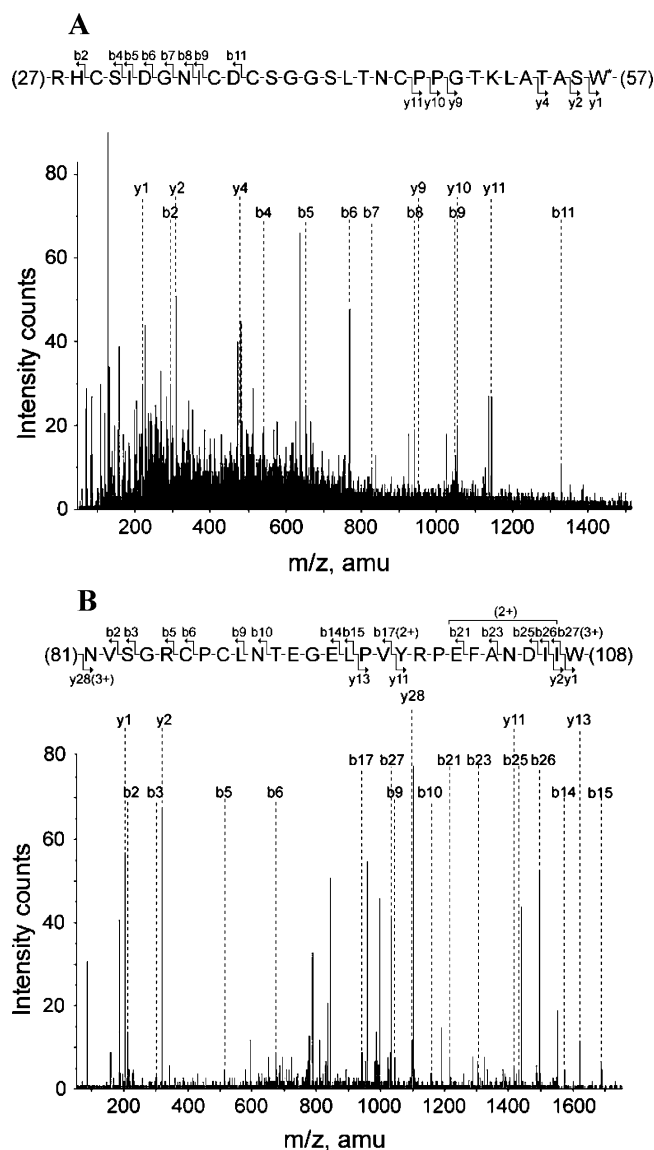 A
b2 b4 b5 b6 b7 b8 b9 b11
(27) R-H-C-S-I-D-G-N-I-C-D-C-S-G-G-S-L-T-N-C-P-P-G-T-K-L-A-T-A-S-W* (57)
y11 y10 y9 y4 y2 y1
80
y1 y2 y4 y9 y10 y11
b2 b4 b5 b6 b7 b8 b9 b11
60
Intensity counts
40
20
0
200 400 600 800 1000 1200 1400
m/z, amu
B
(2+)
b2 b3 b5 b6 b9 b10 b14 b15 b17(2+) b21 b23 b25 b26 b27(3+)
(81) N-V-S-G-R-C-P-C-L-N-T-E-G-E-L-P-V-Y-R-P-E-F-A-N-D-I-I-W (108)
y28(3+) y13 y11 y2 y1
y28
y1 y2 y11 y13
80
b17 b27 b21 b23 b25 b26
b2 b3 b5 b6 b9 b10 b14 b15
60
Intensity counts
40
20
0
200 400 600 800 1000 1200 1400 1600
m/z, amu